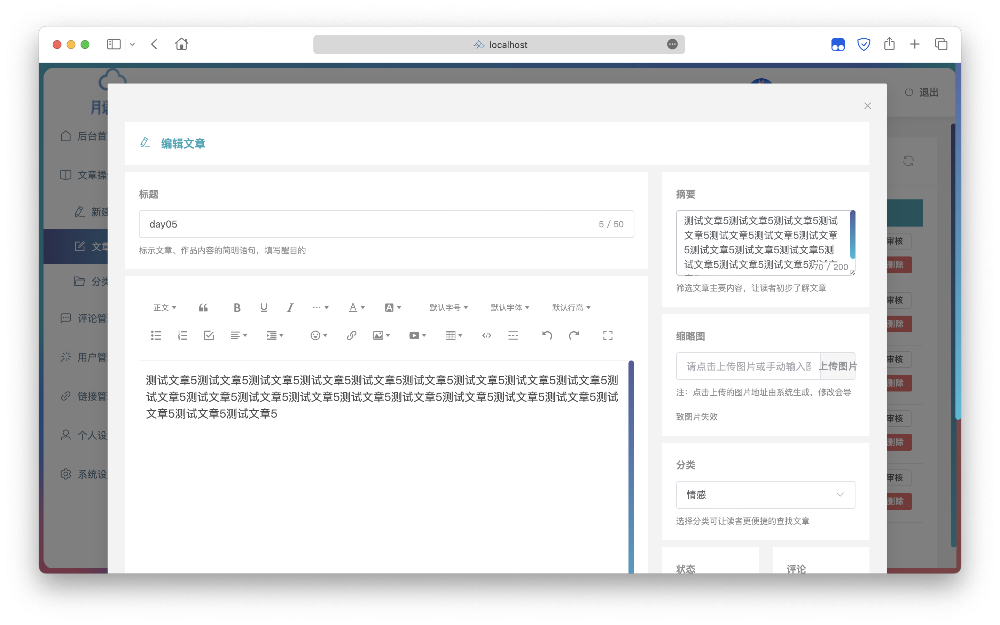 localhost
退出
后台首
文章操
新建
文章
分类
评论管
用户管
链接管
个人设
系统设
编辑文章
标题
day05
5 / 50
标示文章、作品内容的简明语句，填写醒目的
正文
默认字号
默认字体
默认行高
测试文章5测试文章5测试文章5测试文章5测试文章5测试文章5测试文章5测试文章5测试文章5测
试文章5测试文章5测试文章5测试文章5测试文章5测试文章5测试文章5测试文章5测试文章5测试
文章5测试文章5测试文章5
摘要
测试文章5测试文章5测试文章5测试
文章5测试文章5测试文章5测试文章
5测试文章5测试文章5测试文章5测
试文章5测试文章5测试文章5测
70 / 200
筛选文章主要内容，让读者初步了解文章
缩略图
请点击上传图片或手动输入
上传图片
注：点击上传的图片地址由系统生成，修改会导
致图片失效
分类
情感
选择分类可让读者更便捷的查找文章
状态
评论
审核
删除
审核
删除
审核
删除
审核
删除
审核
删除